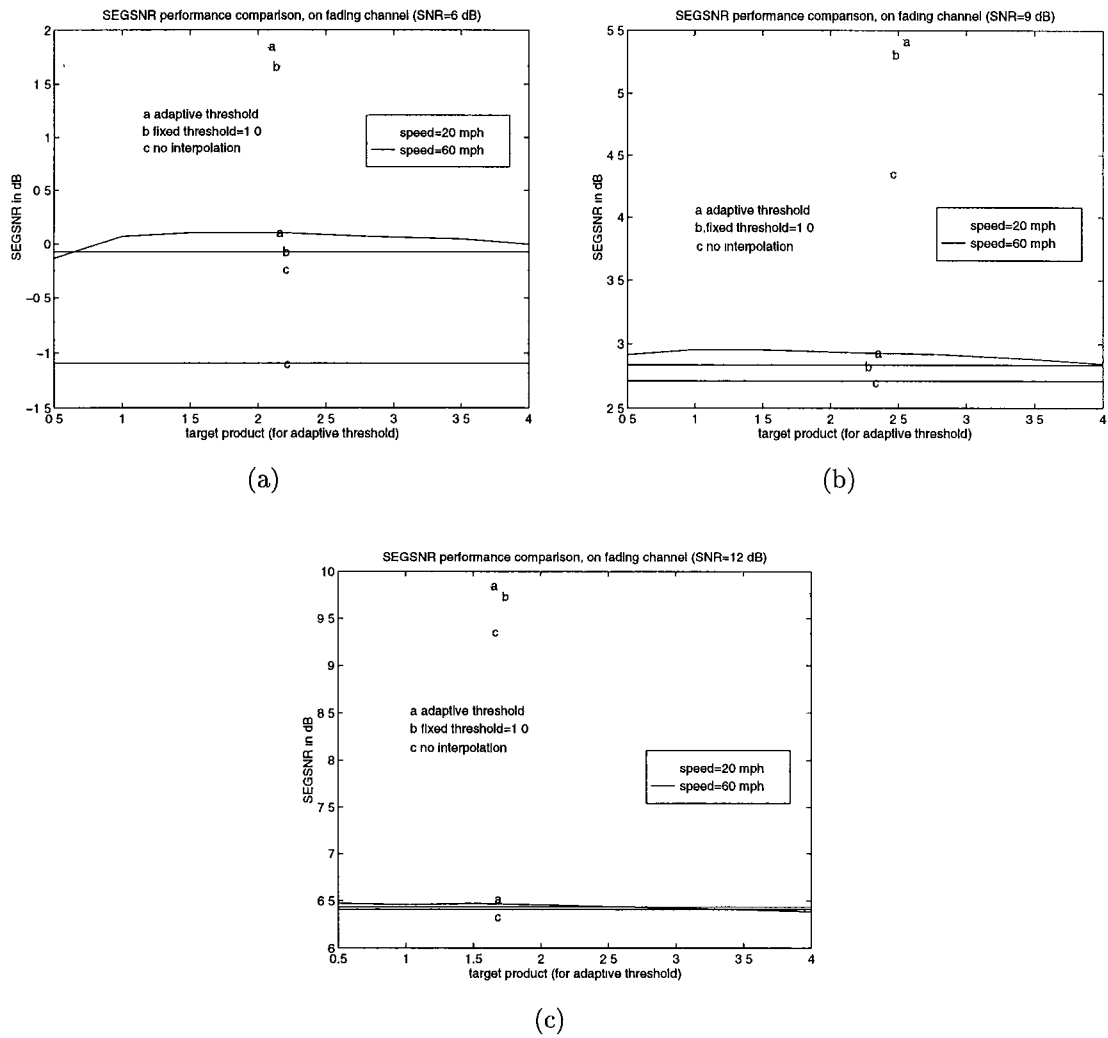 SEGSNR performance comparison, on fading channel (SNR=6 dB)
2
1 5
1
0 5
0
−0 5
−1
−1 5
SEGSNR in dB
a
b
a adaptive threshold
b fixed threshold=1 0
c no interpolation
speed=20 mph
speed=60 mph
a
b
c
c
0 5 1 1 5 2 2 5 3 3 5 4
target product (for adaptive threshold)
(a)
SEGSNR performance comparison, on fading channel (SNR=9 dB)
5 5
5
4 5
4
3 5
3
2 5
SEGSNR in dB
a
b
c
a adaptive threshold
b,fixed threshold=1 0
c no interpolation
speed=20 mph
speed=60 mph
a
b
c
0 5 1 1 5 2 2 5 3 3 5 4
target product (for adaptive threshold)
(b)
SEGSNR performance comparison, on fading channel (SNR=12 dB)
10
9 5
9
8 5
8
7 5
7
6 5
6
SEGSNR in dB
a
b
c
a adaptive threshold
b fixed threshold=1 0
c no interpolation
speed=20 mph
speed=60 mph
a
c
0 5 1 1 5 2 2 5 3 3 5 4
target product (for adaptive threshold)
(c)